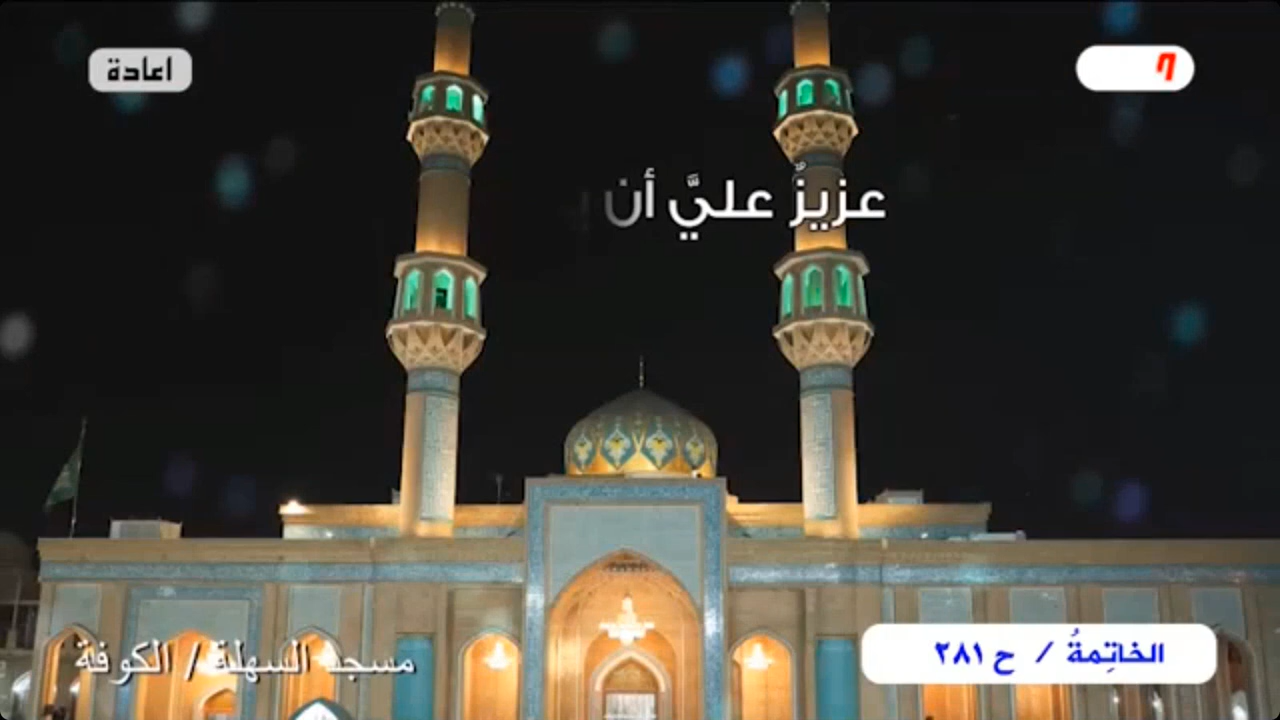 اعادة
عزيزٌ عليَّ أن
مسجد السهلة / الكوفة
الخاتِمةُ / ح ٢٨١